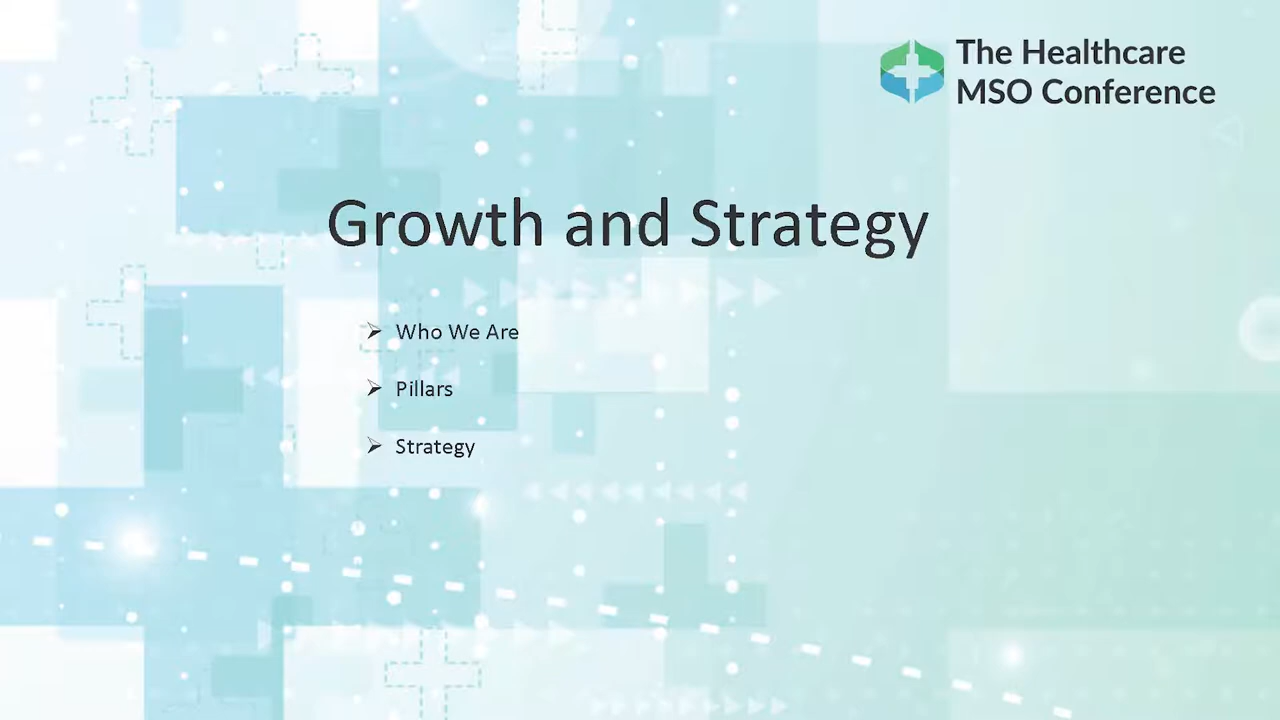 The Healthcare
MSO Conference
Growth and Strategy
Who We Are
Pillars
Strategy